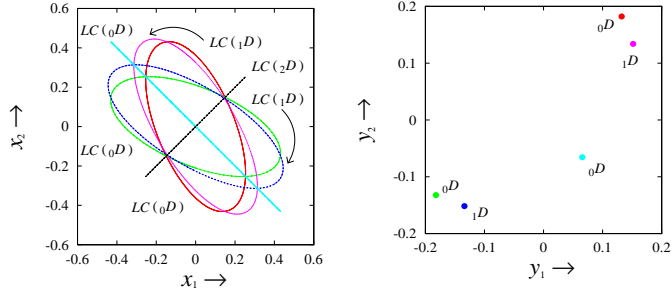 LC(₀D)
LC(₁D)
LC(₂D)
LC(₁D)
LC(₀D)
LC(₀D)
0.6
0.4
0.2
0
-0.2
-0.4
-0.6
-0.6 -0.4 -0.2 0 0.2 0.4 0.6
x₂ →
x₁ →
0.2
0.1
0
-0.1
-0.2
-0.2 -0.1 0 0.1 0.2
y₂ →
y₁ →
₀D
₁D
₀D
₀D
₁D